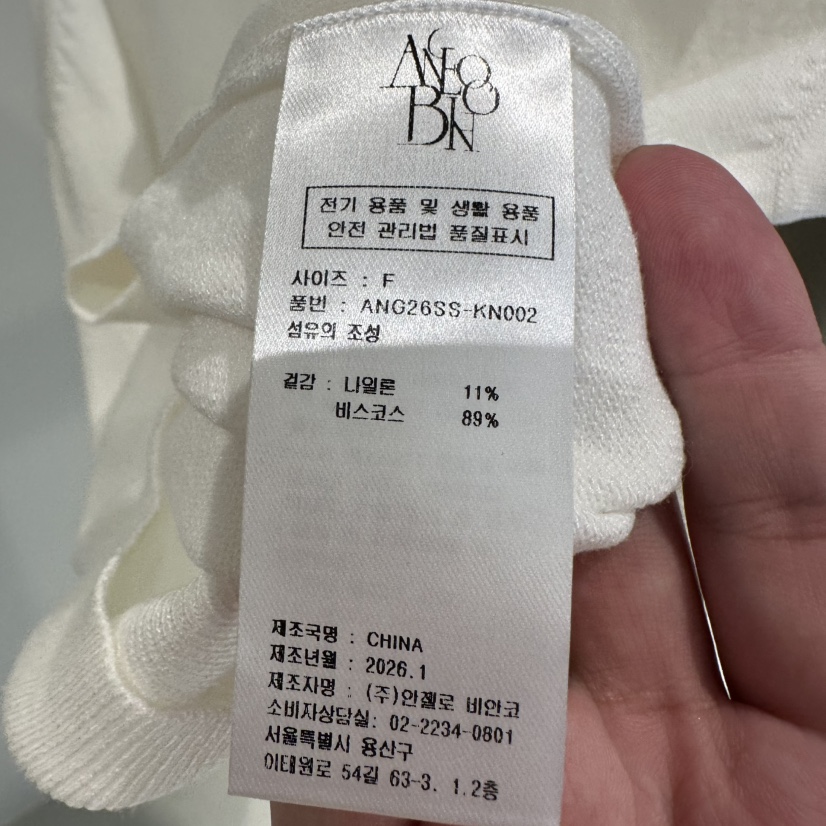 ANGELO
BIANCO
전기 용품 및 생활 용품
안전 관리법 품질표시
사이즈 : F
품번 : ANG26SS-KN002
섬유의 조성
겉감 : 나일론 11%
비스코스 89%
제조국명 : CHINA
제조년월 : 2026.1
제조자명 : (주)안젤로 비안코
소비자상담실: 02-2234-0801
서울특별시 용산구
이태원로 54길 63-3. 1.2층